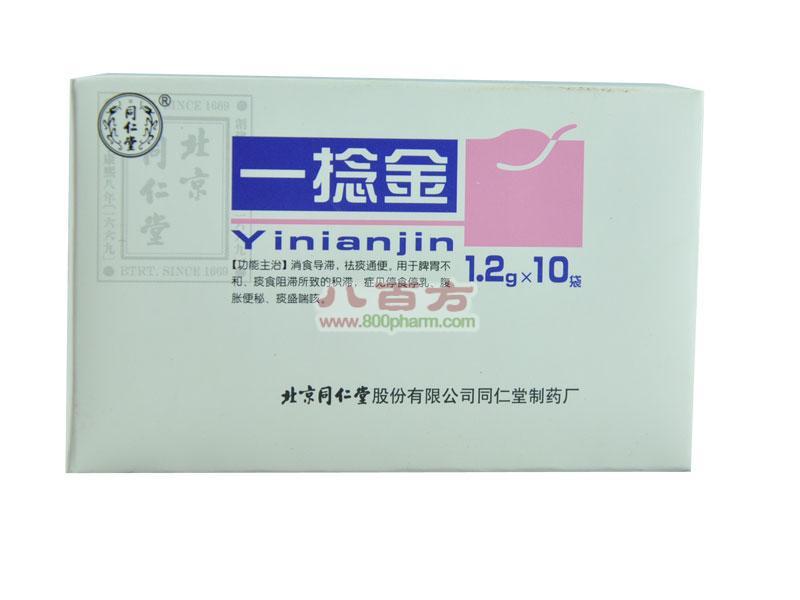 同仁堂
®
SINCE 1669
北京
同仁堂
BTRT. SINCE 1669
一捻金
Yinianjin
【功能主治】消食导滞，祛痰通便。用于脾胃不
和、痰食阻滞所致的积滞，症见停食停乳、腹
胀便秘、痰盛喘咳。
1.2g×10袋
八百方
www.800pharm.com
北京同仁堂股份有限公司同仁堂制药厂